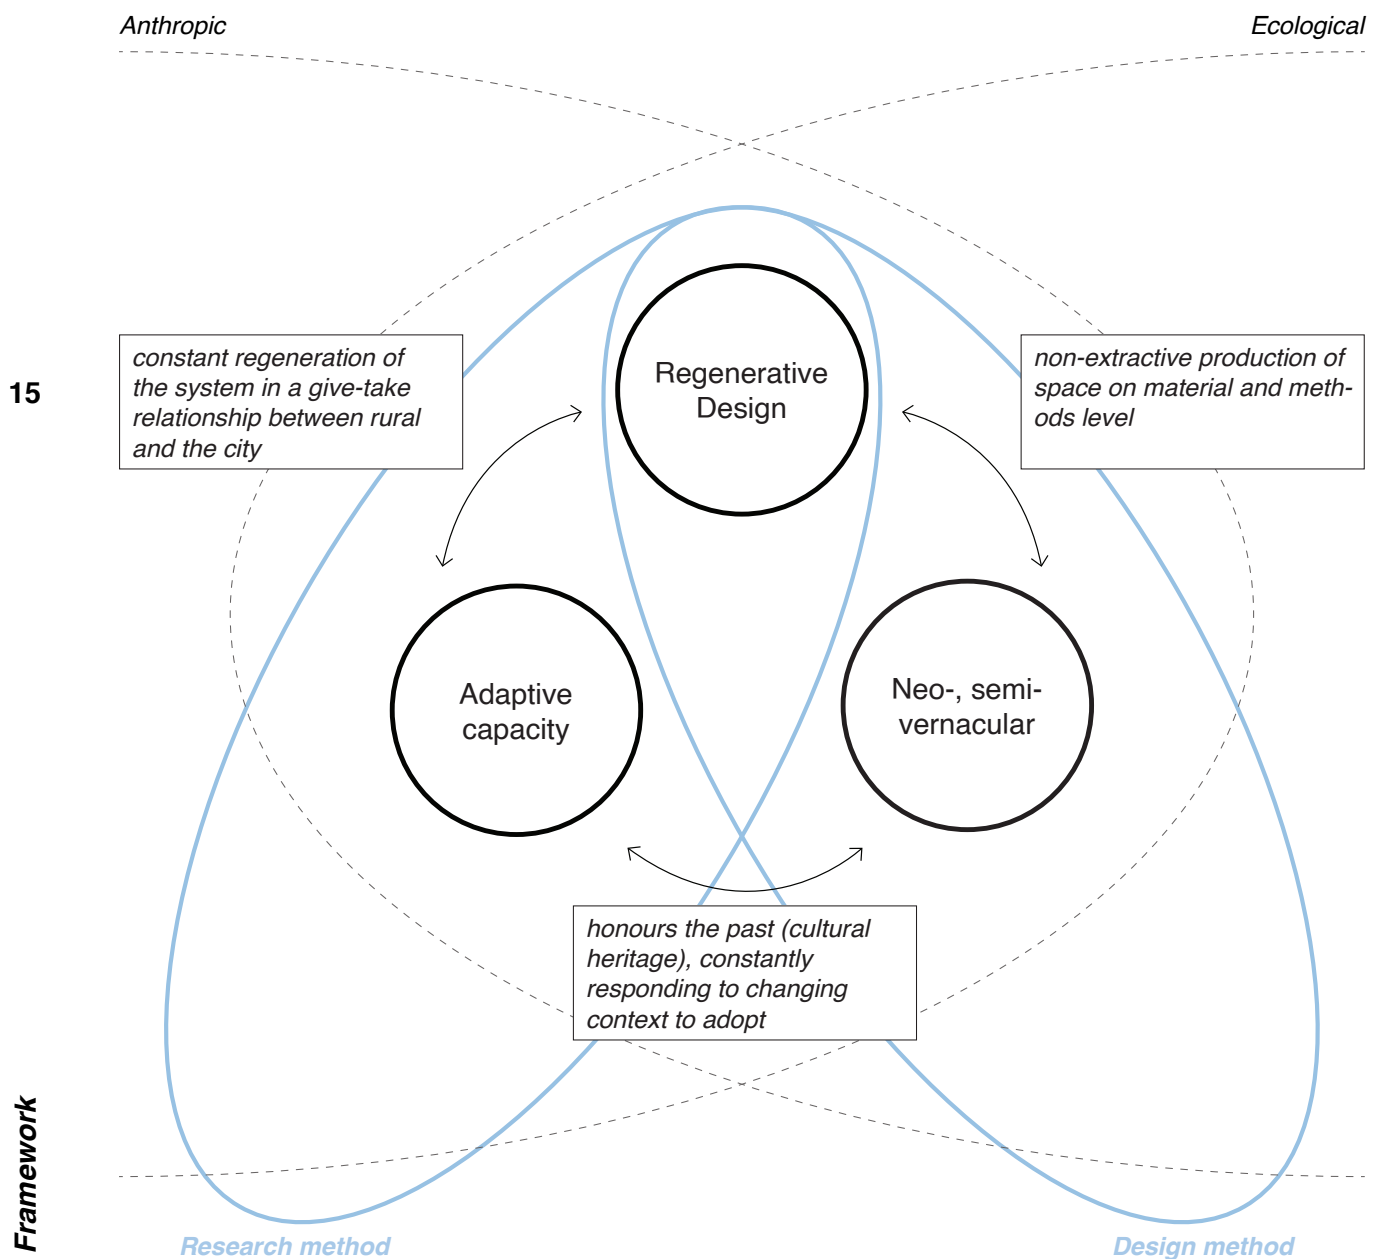 Anthropic
Ecological
constant regeneration of
the system in a give-take
relationship between rural
and the city
Regenerative
Design
non-extractive production of
space on material and meth-
ods level
15
Adaptive
capacity
Neo-, semi-
vernacular
honours the past (cultural
heritage), constantly
responding to changing
context to adopt
Framework
Research method
Design method